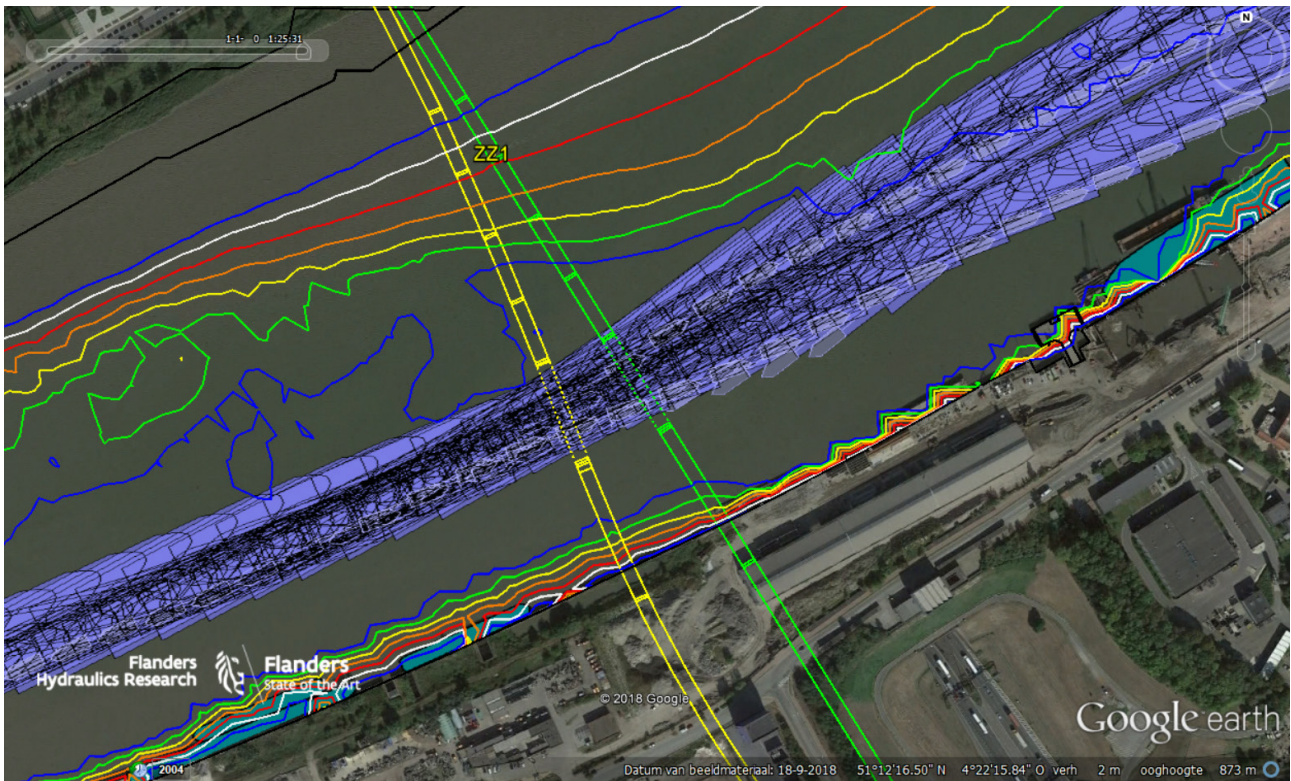 1-1- 0 1:25:31
N
ZZ1
Flanders
Hydraulics Research
Flanders
State of the Art
© 2018 Google
Google earth
2004
Datum van beeldmateriaal: 18-9-2018 51°12'16.50" N 4°22'15.84" O verh 2 m ooghoogte 873 m